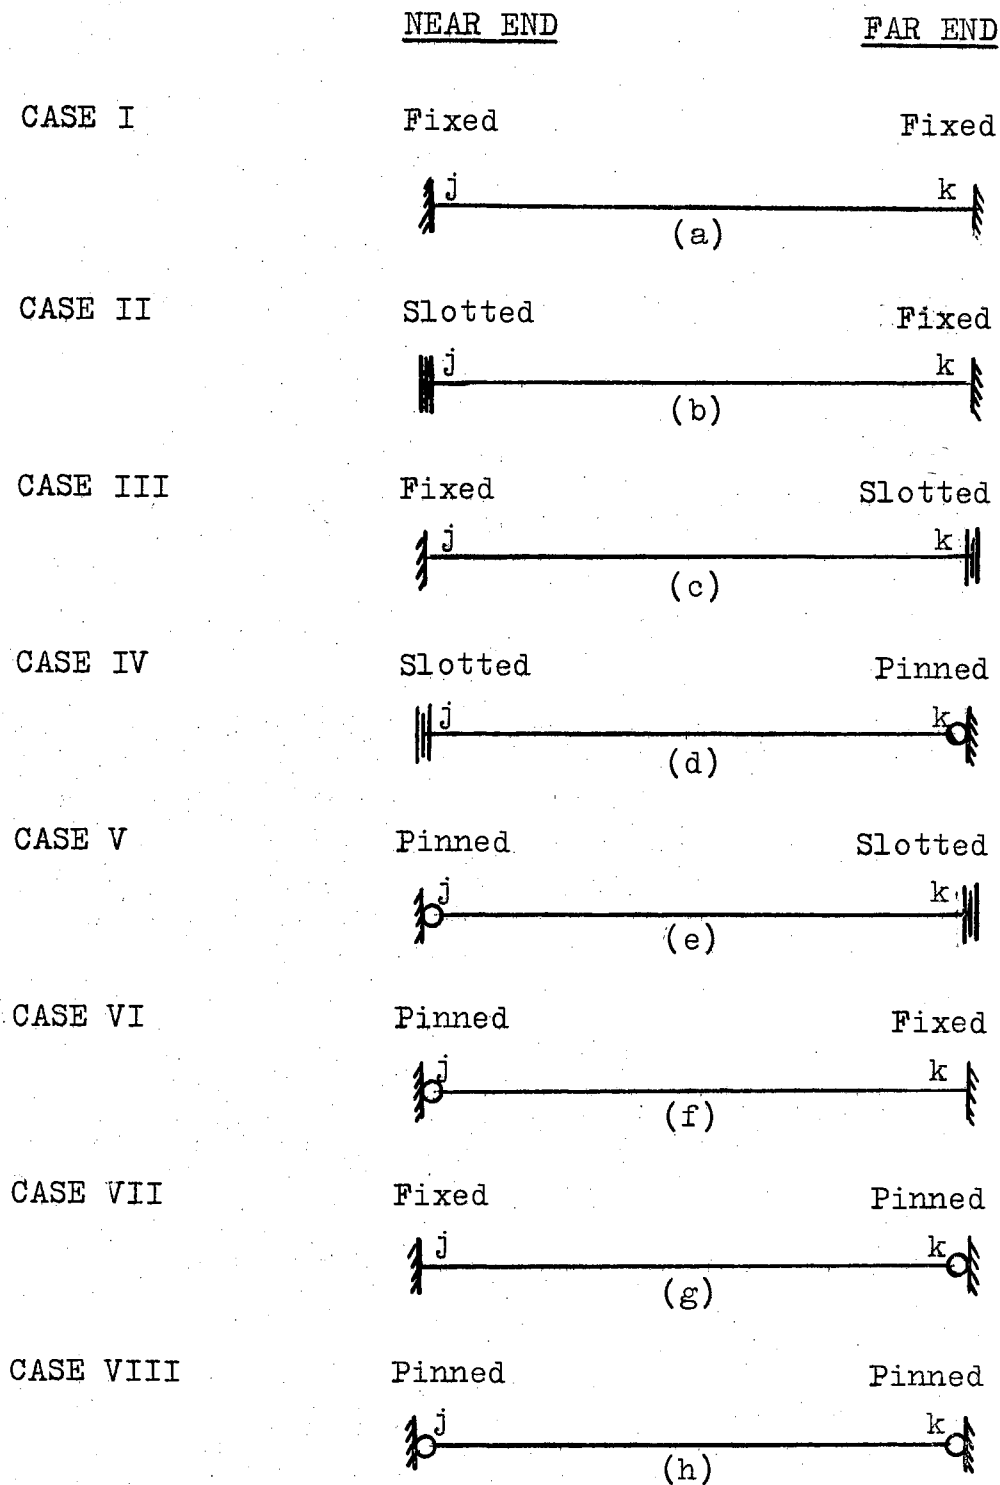 NEAR END FAR END
CASE I Fixed Fixed
j k
(a)
CASE II Slotted Fixed
j k
(b)
CASE III Fixed Slotted
j k
(c)
CASE IV Slotted Pinned
j k
(d)
CASE V Pinned Slotted
j k
(e)
CASE VI Pinned Fixed
j k
(f)
CASE VII Fixed Pinned
j k
(g)
CASE VIII Pinned Pinned
j k
(h)